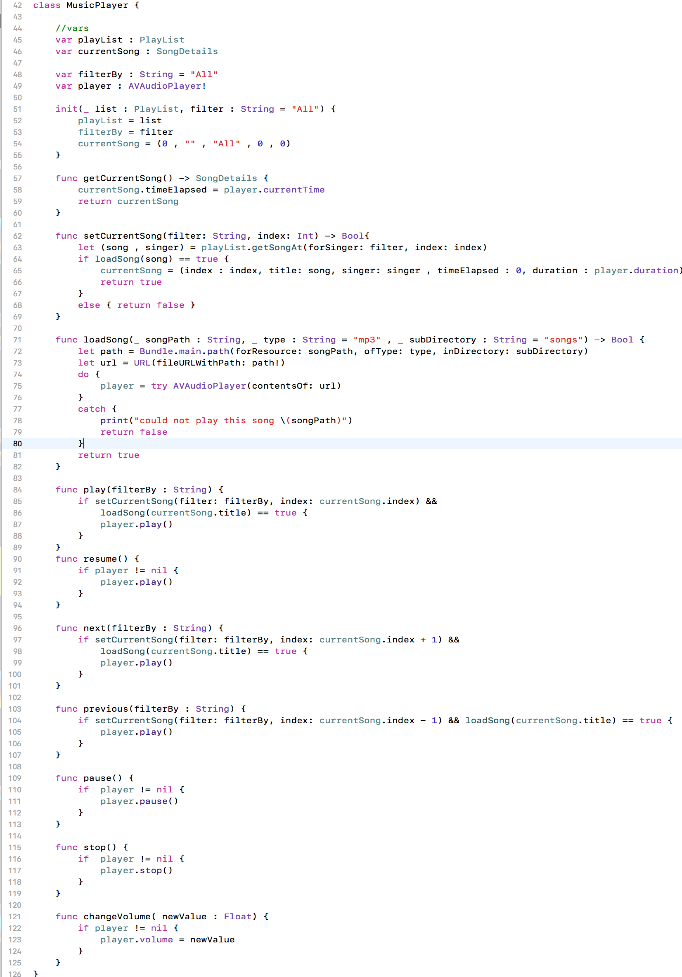 42 class MusicPlayer {
43
44 //vars
45 var playList : PlayList
46 var currentSong : SongDetails
47
48 var filterBy : String = "All"
49 var player : AVAudioPlayer!
50
51 init(_ list : PlayList, filter : String = "All") {
52 playList = list
53 filterBy = filter
54 currentSong = (0 , "" , "All" , 0 , 0)
55 }
56
57 func getCurrentSong() -> SongDetails {
58 currentSong.timeElapsed = player.currentTime
59 return currentSong
60 }
61
62 func setCurrentSong(filter: String, index: Int) -> Bool{
63 let (song , singer) = playList.getSongAt(forSinger: filter, index: index)
64 if loadSong(song) == true {
65 currentSong = (index : index, title: song, singer: singer , timeElapsed : 0, duration : player.duration)
66 return true
67 }
68 else { return false }
69 }
70
71 func loadSong(_ songPath : String, _ type : String = "mp3" , _ subDirectory : String = "songs") -> Bool {
72 let path = Bundle.main.path(forResource: songPath, ofType: type, inDirectory: subDirectory)
73 let url = URL(fileURLWithPath: path!)
74 do {
75 player = try AVAudioPlayer(contentsOf: url)
76 }
77 catch {
78 print("could not play this song \(songPath)")
79 return false
80 }
81 return true
82 }
83
84 func play(filterBy : String) {
85 if setCurrentSong(filter: filterBy, index: currentSong.index) &&
86 loadSong(currentSong.title) == true {
87 player.play()
88 }
89 }
90 func resume() {
91 if player != nil {
92 player.play()
93 }
94 }
95
96 func next(filterBy : String) {
97 if setCurrentSong(filter: filterBy, index: currentSong.index + 1) &&
98 loadSong(currentSong.title) == true {
99 player.play()
100 }
101 }
102
103 func previous(filterBy : String) {
104 if setCurrentSong(filter: filterBy, index: currentSong.index - 1) && loadSong(currentSong.title) == true {
105 player.play()
106 }
107 }
108
109 func pause() {
110 if player != nil {
111 player.pause()
112 }
113 }
114
115 func stop() {
116 if player != nil {
117 player.stop()
118 }
119 }
120
121 func changeVolume( newValue : Float) {
122 if player != nil {
123 player.volume = newValue
124 }
125 }
126 }